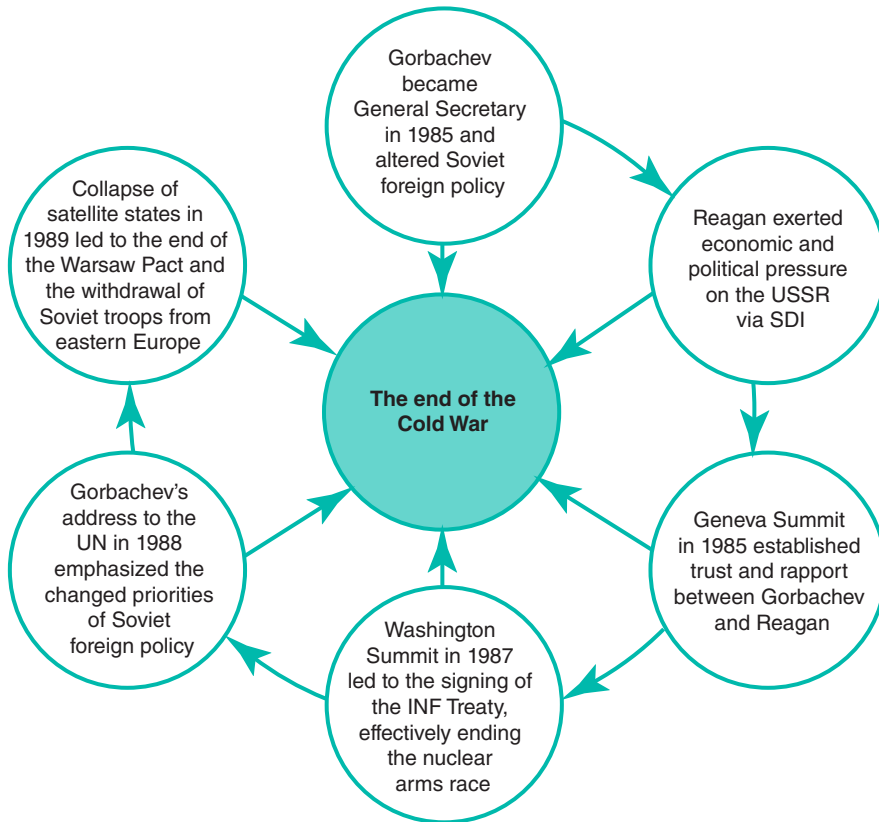 Gorbachev
became
General Secretary
in 1985 and
altered Soviet
foreign policy
Reagan exerted
economic and
political pressure
on the USSR
via SDI
Geneva Summit
in 1985 established
trust and rapport
between Gorbachev
and Reagan
Washington
Summit in 1987
led to the signing of
the INF Treaty,
effectively ending
the nuclear
arms race
Gorbachev’s
address to the
UN in 1988
emphasized the
changed priorities
of Soviet
foreign policy
Collapse of
satellite states in
1989 led to the end of
the Warsaw Pact and
the withdrawal of
Soviet troops from
eastern Europe
The end of the
Cold War